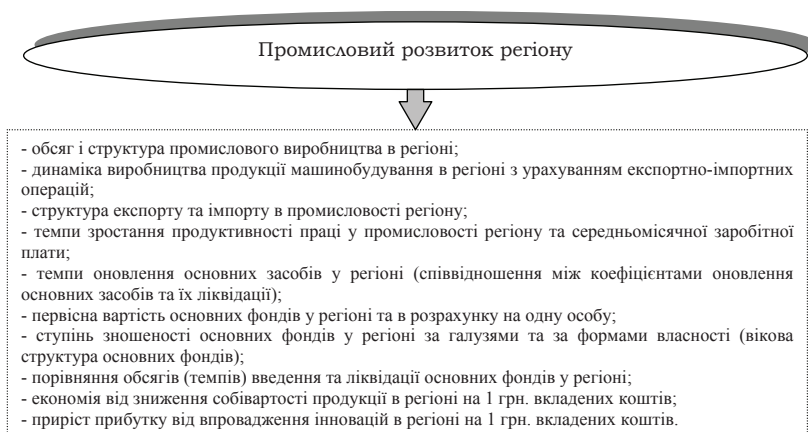 Промисловий розвиток регіону
- обсяг і структура промислового виробництва в регіоні;
- динаміка виробництва продукції машинобудування в регіоні з урахуванням експортно-імпортних
операцій;
- структура експорту та імпорту в промисловості регіону;
- темпи зростання продуктивності праці у промисловості регіону та середньомісячної заробітної
плати;
- темпи оновлення основних засобів у регіоні (співвідношення між коефіцієнтами оновлення
основних засобів та їх ліквідації);
- первісна вартість основних фондів у регіоні та в розрахунку на одну особу;
- ступінь зношеності основних фондів у регіоні за галузями та за формами власності (вікова
структура основних фондів);
- порівняння обсягів (темпів) введення та ліквідації основних фондів у регіоні;
- економія від зниження собівартості продукції в регіоні на 1 грн. вкладених коштів;
- приріст прибутку від впровадження інновацій в регіоні на 1 грн. вкладених коштів.